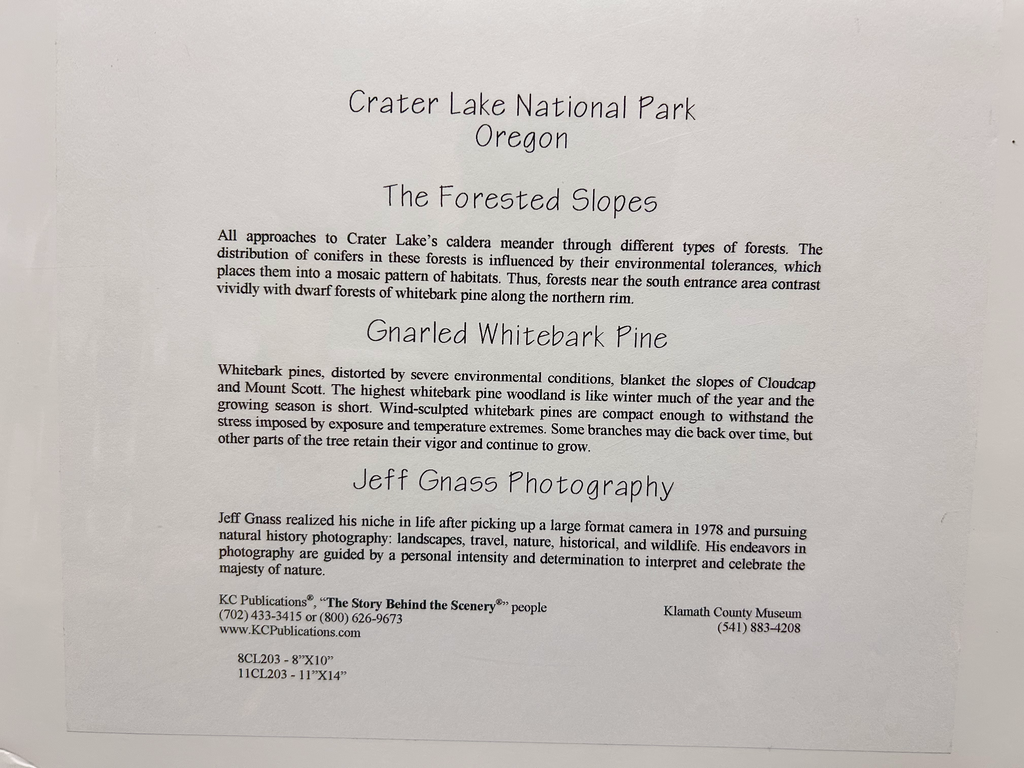 Crater Lake National Park
Oregon
The Forested Slopes
All approaches to Crater Lake's caldera meander through different types of forests. The
distribution of conifers in these forests is influenced by their environmental tolerances, which
places them into a mosaic pattern of habitats. Thus, forests near the south entrance area contrast
vividly with dwarf forests of whitebark pine along the northern rim.
Gnarled Whitebark Pine
Whitebark pines, distorted by severe environmental conditions, blanket the slopes of Cloudcap
and Mount Scott. The highest whitebark pine woodland is like winter much of the year and the
growing season is short. Wind-sculpted whitebark pines are compact enough to withstand the
stress imposed by exposure and temperature extremes. Some branches may die back over time, but
other parts of the tree retain their vigor and continue to grow.
Jeff Gnass Photography
Jeff Gnass realized his niche in life after picking up a large format camera in 1978 and pursuing
natural history photography: landscapes, travel, nature, historical, and wildlife. His endeavors in
photography are guided by a personal intensity and determination to interpret and celebrate the
majesty of nature.
KC Publications®, "The Story Behind the Scenery®" people
(702) 433-3415 or (800) 626-9673
www.KCPublications.com
Klamath County Museum
(541) 883-4208
8CL203 - 8"X10"
11CL203 - 11"X14"